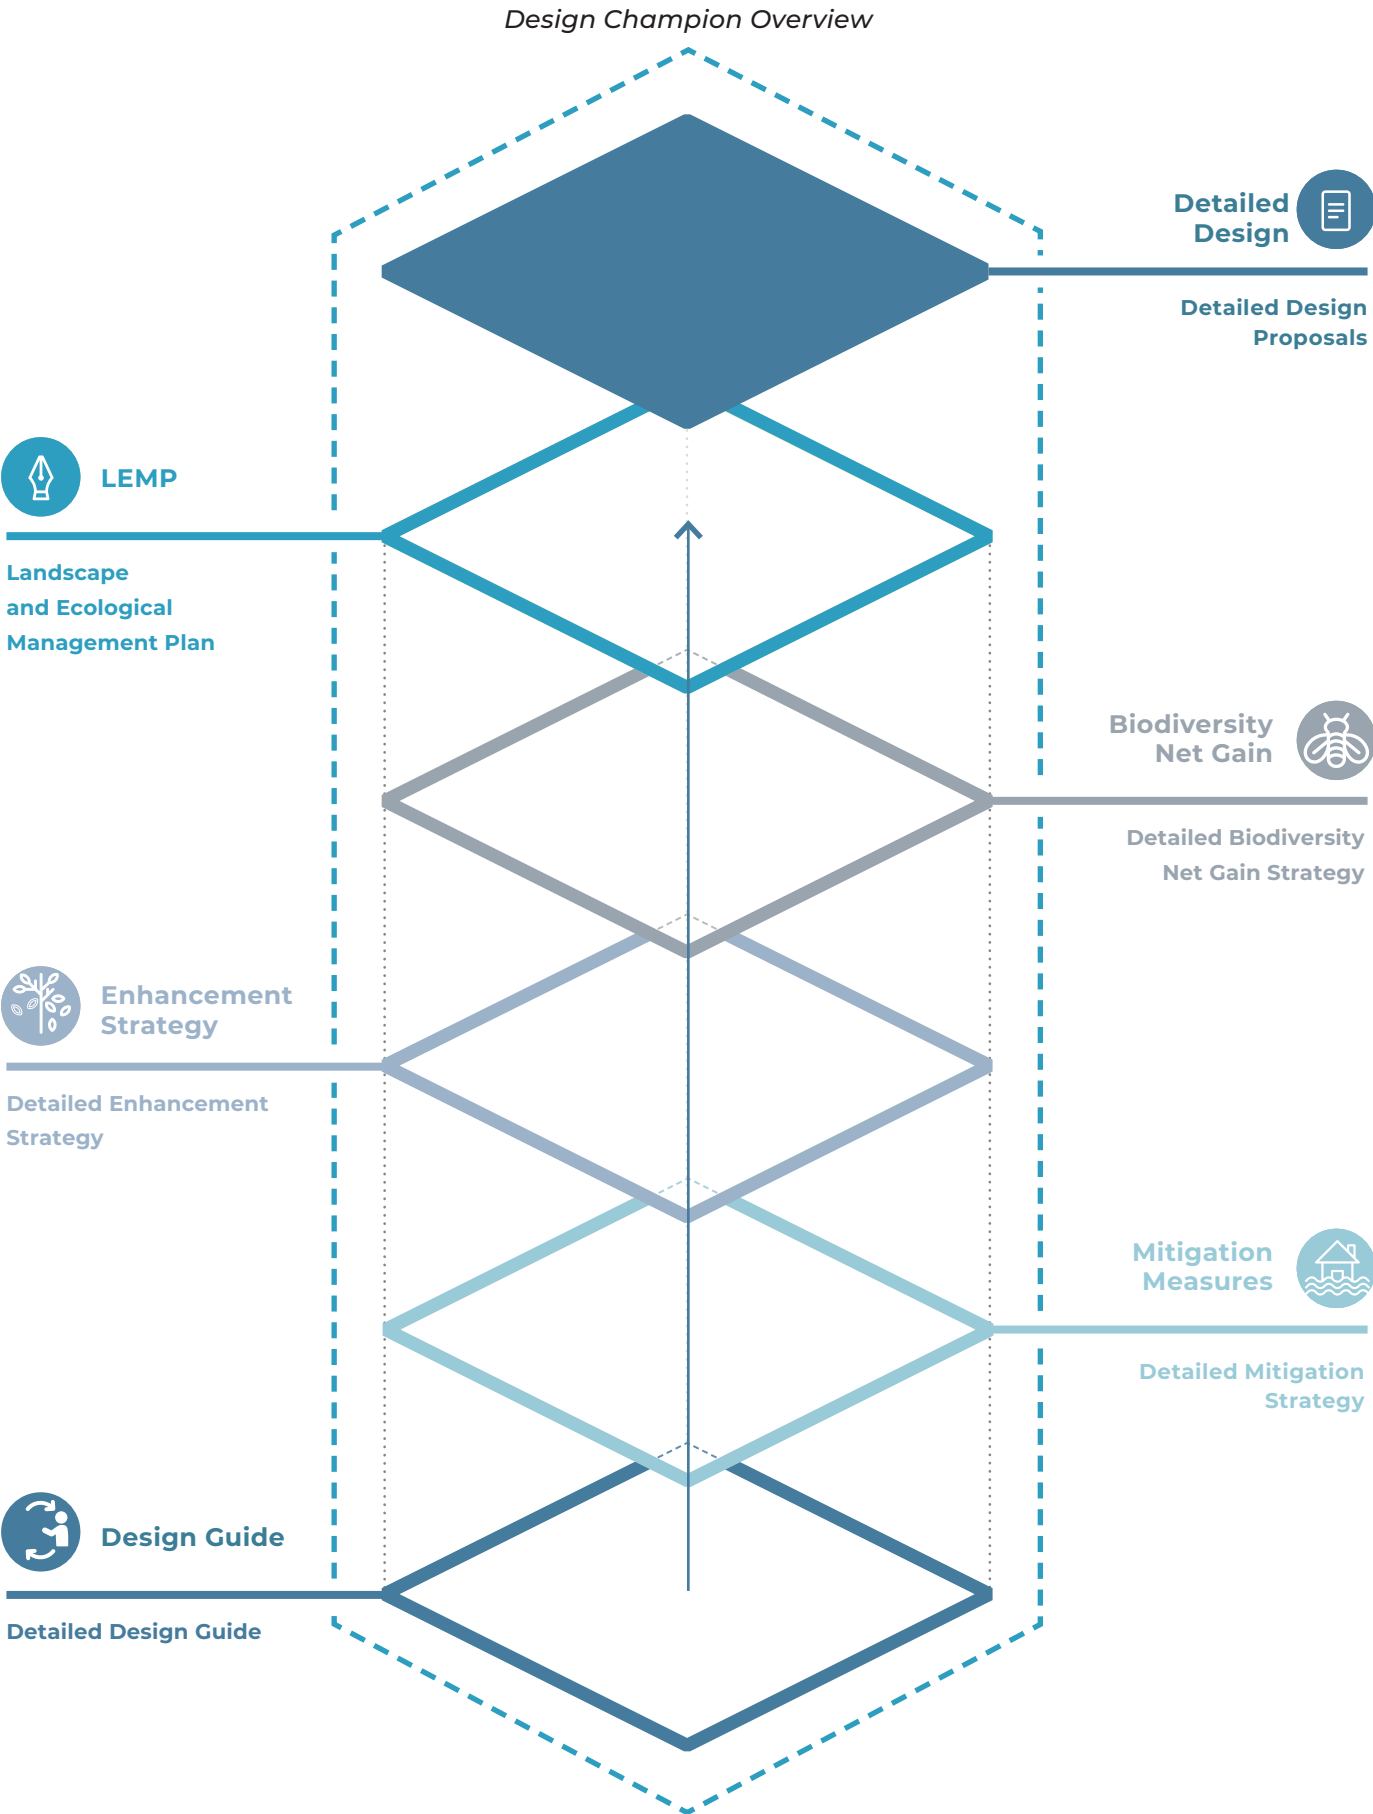 Design Champion Overview
Detailed
Design
Detailed Design
Proposals
LEMP
Landscape
and Ecological
Management Plan
Biodiversity
Net Gain
Detailed Biodiversity
Net Gain Strategy
Enhancement
Strategy
Detailed Enhancement
Strategy
Mitigation
Measures
Detailed Mitigation
Strategy
Design Guide
Detailed Design Guide